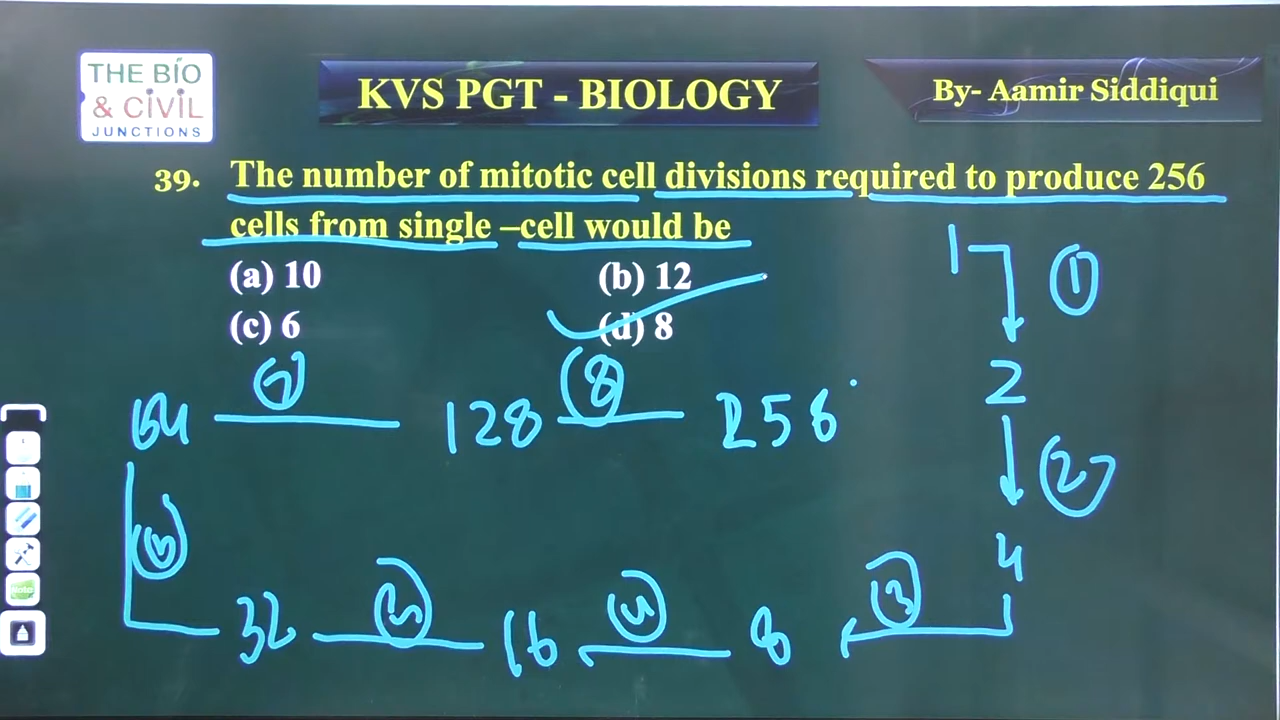 THE BIO
& CIVIL
JUNCTIONS
KVS PGT - BIOLOGY
By- Aamir Siddiqui
39. The number of mitotic cell divisions required to produce 256
cells from single –cell would be
(a) 10 (b) 12
(c) 6 (d) 8
1 ①
2
②
4
64 ⑦ 128 ⑧ 256
⑥
32 ⑤ 16 ④ 8 ③